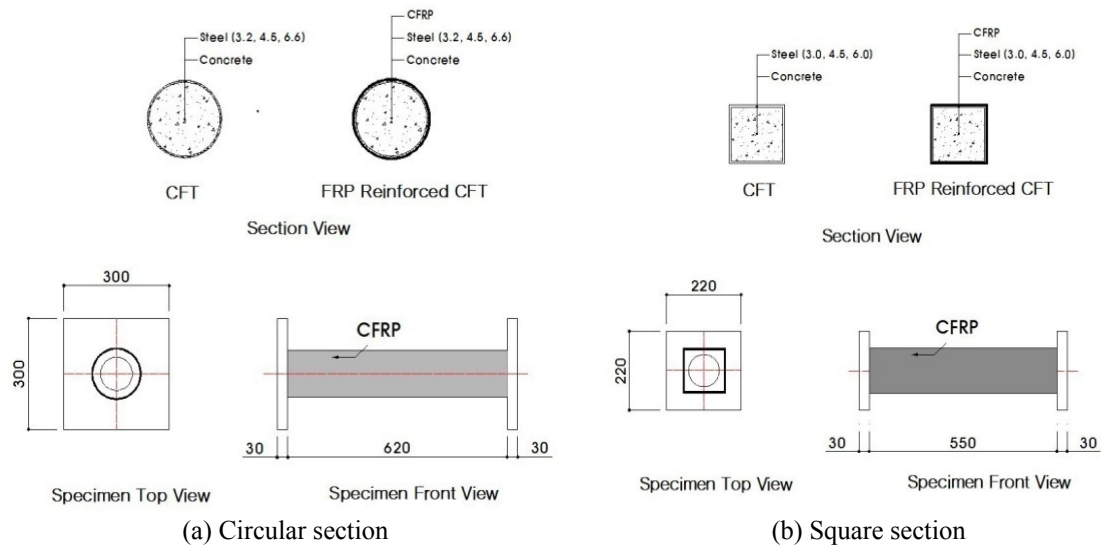 CFRP
Steel (3.2, 4.5, 6.6)
Steel (3.2, 4.5, 6.6)
Concrete
Concrete
CFT
FRP Reinforced CFT
Section View
300
300
CFRP
30
620
30
Specimen Top View
Specimen Front View
(a) Circular section
CFRP
Steel (3.0, 4.5, 6.0)
Steel (3.0, 4.5, 6.0)
Concrete
Concrete
CFT
FRP Reinforced CFT
Section View
220
220
CFRP
30
550
30
Specimen Top View
Specimen Front View
(b) Square section